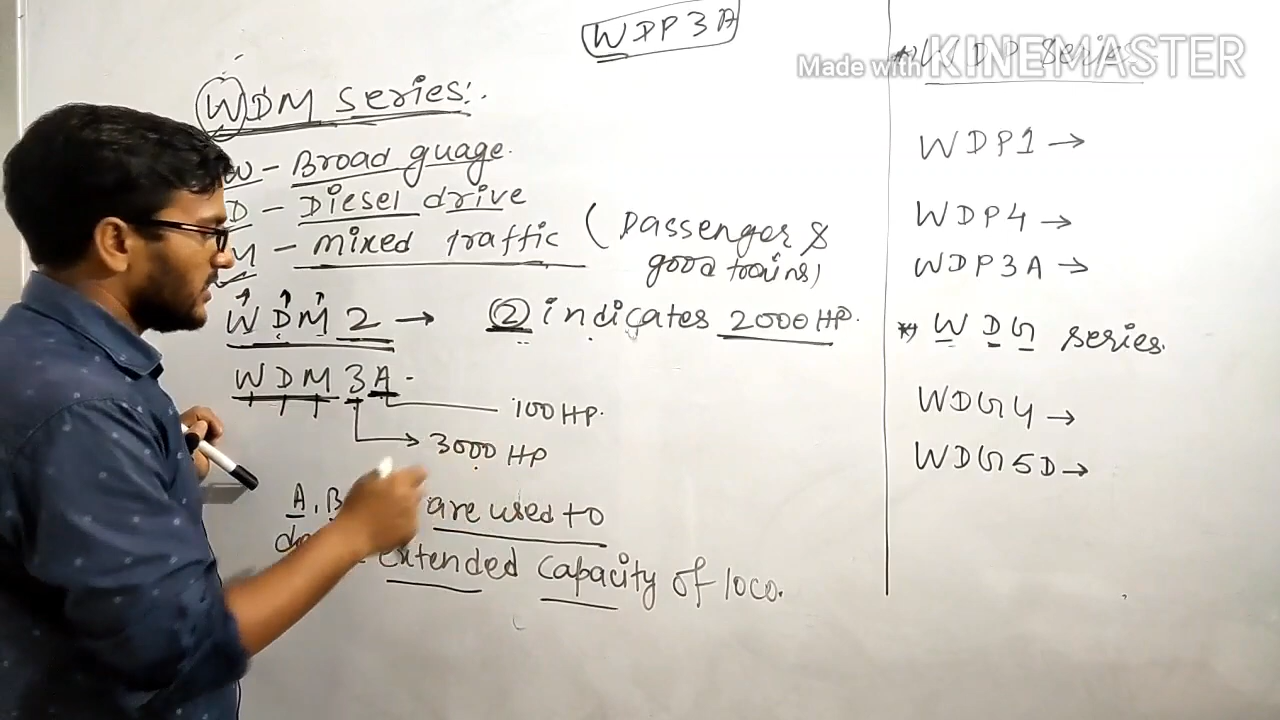 WDP3A
Made with KINEMASTER
WDM series:
W - Broad guage.
D - Diesel drive
M - mixed traffic (passenger &
good trains)
WDM2 → (2) indicates 2000 HP.
WDM3A -
100 HP.
3000 HP
A, B are used to
extended capacity of loco.
* WDP series:
WDP1 →
WDP4 →
WDP3A →
* WDG series.
WDG4 →
WDG5D →